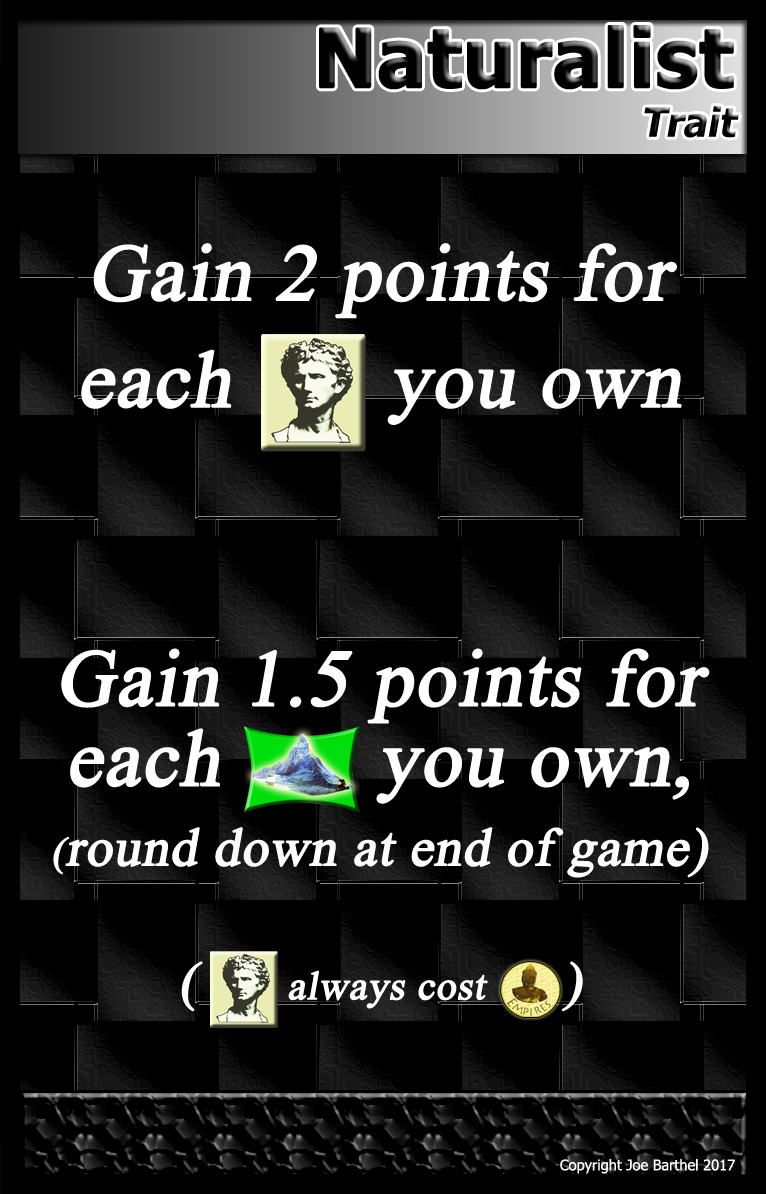 Naturalist
Trait
Gain 2 points for
each you own
Gain 1.5 points for
each you own,
(round down at end of game)
( always cost EMPIRES )
Copyright Joe Barthel 2017